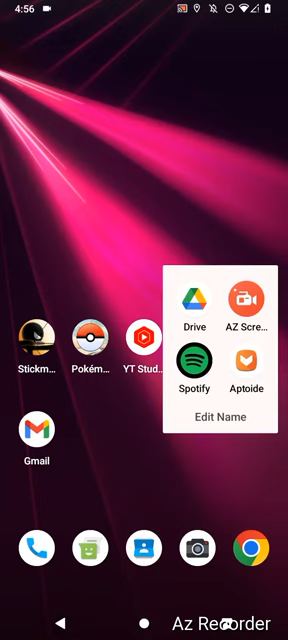 4:56
Drive
AZ Scre...
Stickm...
Pokém...
YT Stud...
Spotify
Aptoide
Edit Name
Gmail
Az Recorder